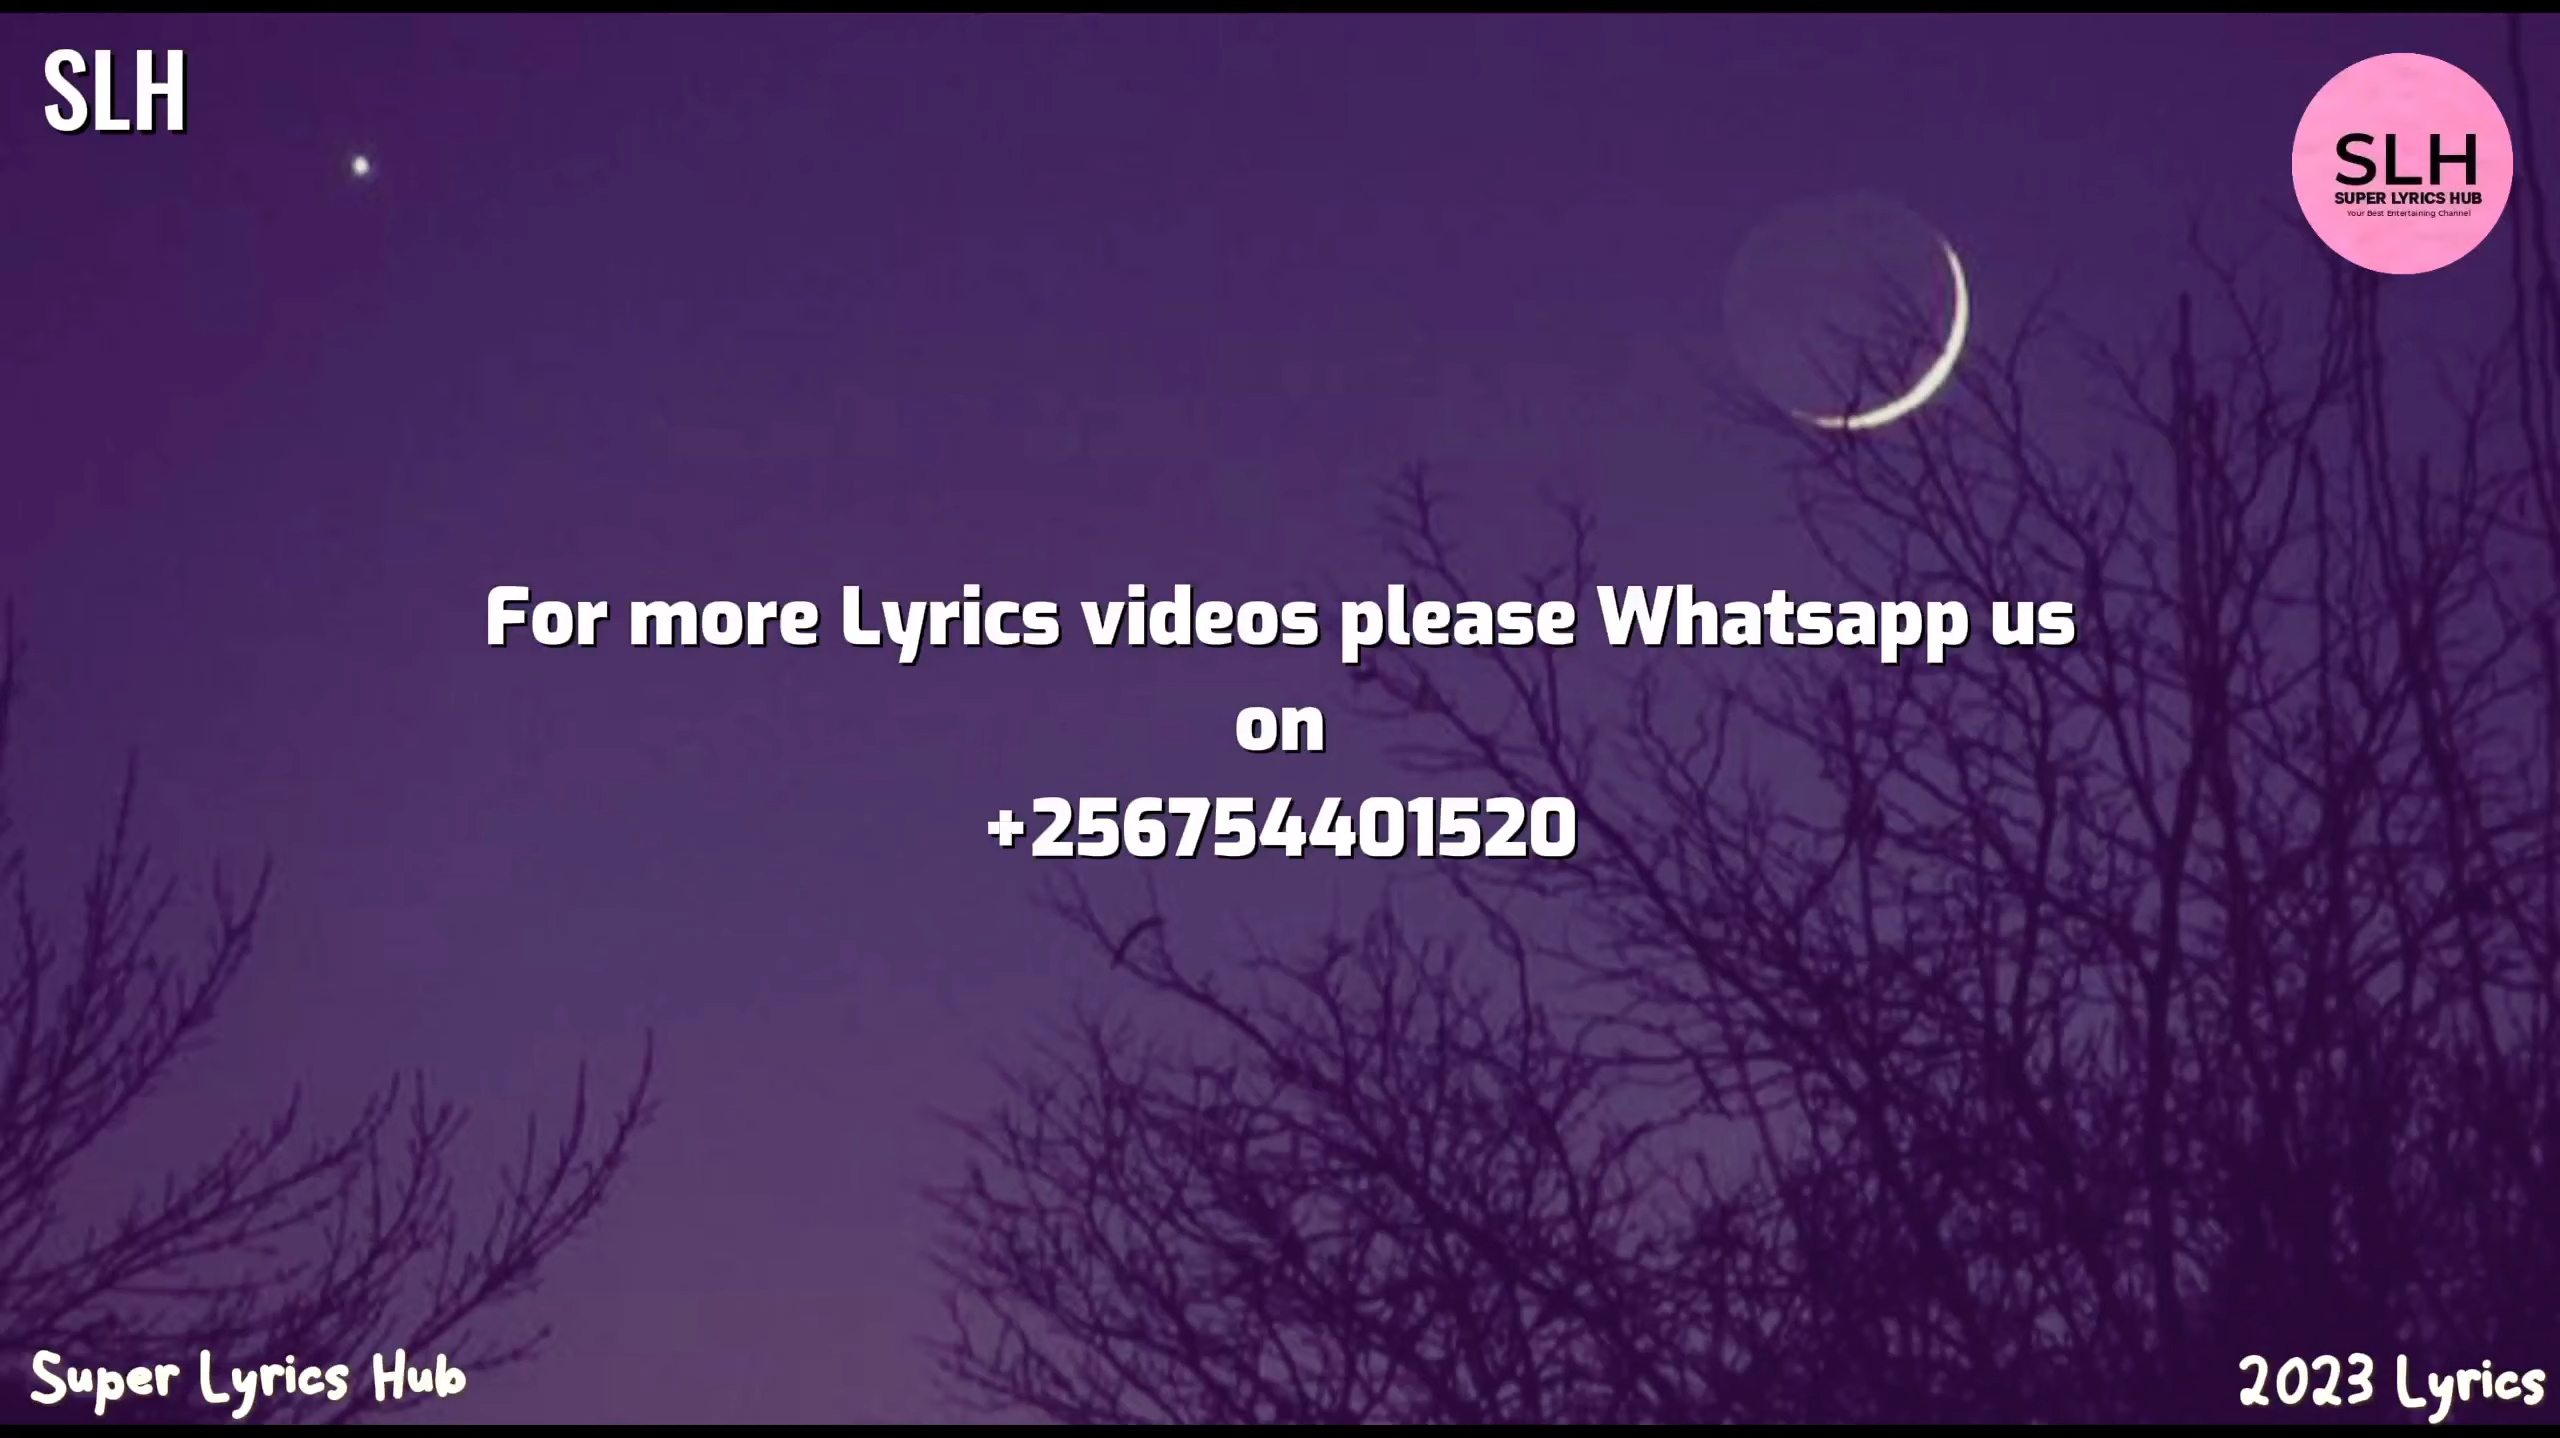 SLH
SLH
SUPER LYRICS HUB
Your Best Entertaining Channel
For more Lyrics videos please Whatsapp us
on
+256754401520
Super Lyrics Hub
2023 Lyrics